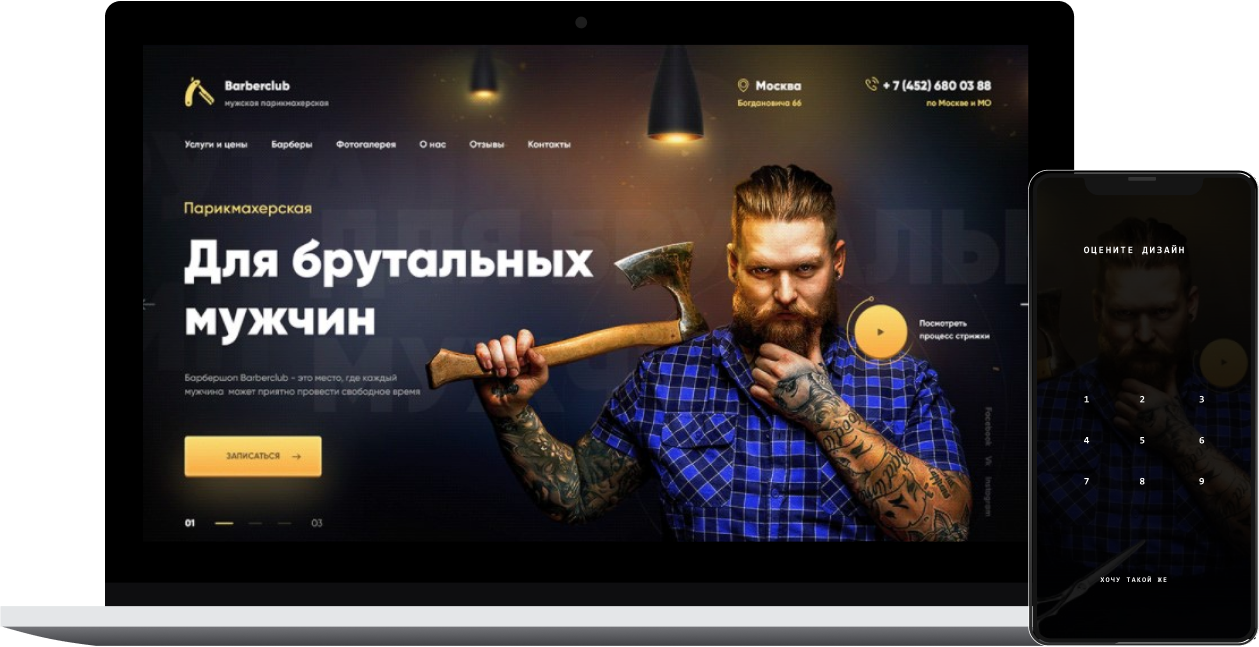 Barberclub
мужская парикмахерская
Москва
Богдановича 66
+ 7 (452) 680 03 88
по Москве и МО
Услуги и цены Барберы Фотогалерея О нас Отзывы Контакты
Парикмахерская
Для брутальных
мужчин
Барбершоп Barberclub - это место, где каждый
мужчина может приятно провести свободное время
ЗАПИСАТЬСЯ →
01 03
Посмотреть
процесс стрижки
Facebook Vk Instagram
ОЦЕНИТЕ ДИЗАЙН
1 2 3
4 5 6
7 8 9
ХОЧУ ТАКОЙ ЖЕ